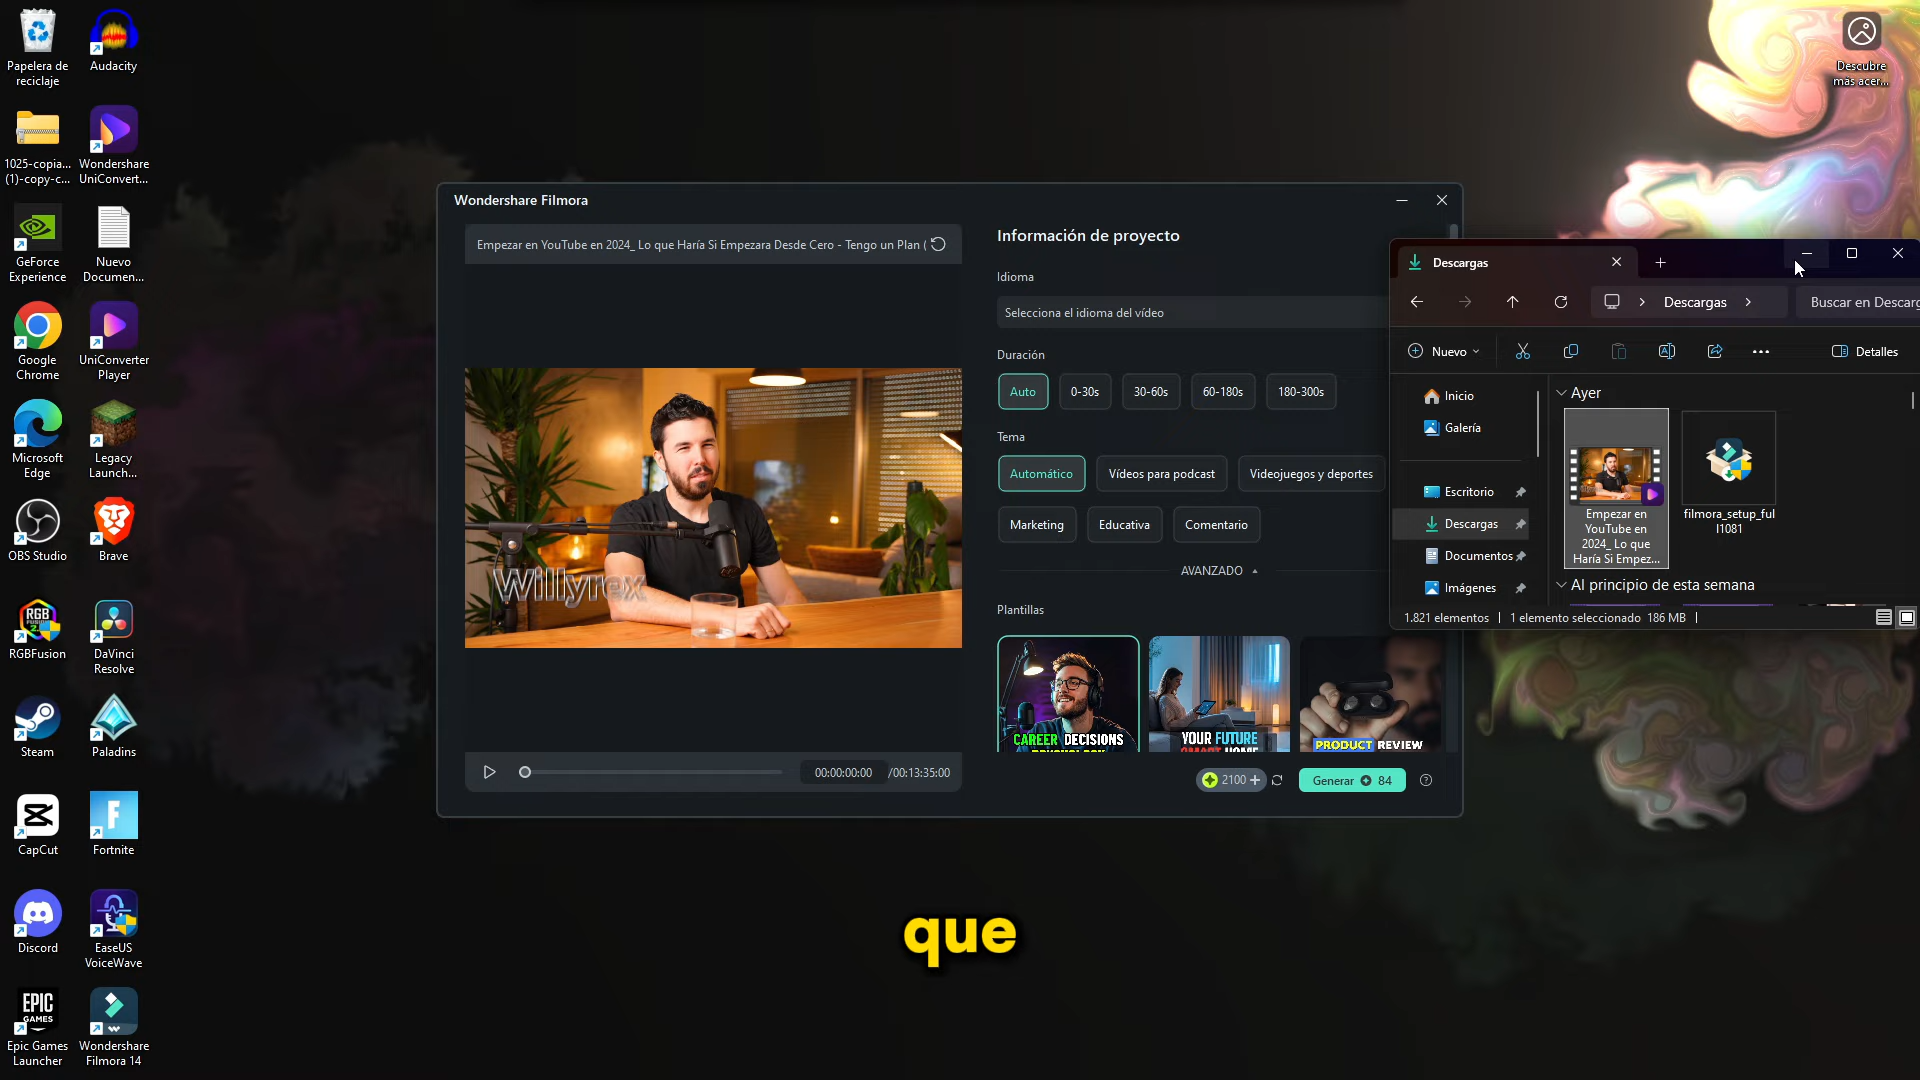 Papelera de
reciclaje
Audacity
1025-copia...
(1)-copy-c...
Wondershare
UniConvert...
GeForce
Experience
Nuevo
Documen...
Google
Chrome
UniConverter
Player
Microsoft
Edge
Legacy
Launch...
OBS Studio
Brave
RGB
RGBFusion
DaVinci
Resolve
Steam
Paladins
CapCut
Fortnite
Discord
EaseUS
VoiceWave
EPIC
GAMES
Epic Games
Launcher
Wondershare
Filmora 14
Descubre
más acer...
Wondershare Filmora
Empezar en YouTube en 2024_ Lo que Haría Si Empezara Desde Cero - Tengo un Plan (
Willyrex
00:00:00:00 /00:13:35:00
Información de proyecto
Idioma
Selecciona el idioma del vídeo
Duración
Auto 0-30s 30-60s 60-180s 180-300s
Tema
Automático Vídeos para podcast Videojuegos y deportes
Marketing Educativa Comentario
AVANZADO
Plantillas
CAREER DECISIONS
YOUR FUTURE
SMART HOME
PRODUCT REVIEW
2100 Generar 84
Descargas
Descargas
Buscar en Descarg
Nuevo
Detalles
Inicio
Galería
Escritorio
Descargas
Documentos
Imágenes
Ayer
Empezar en
YouTube en
2024_ Lo que
Haría Si Empez...
filmora_setup_ful
l1081
Al principio de esta semana
1.821 elementos 1 elemento seleccionado 186 MB
que